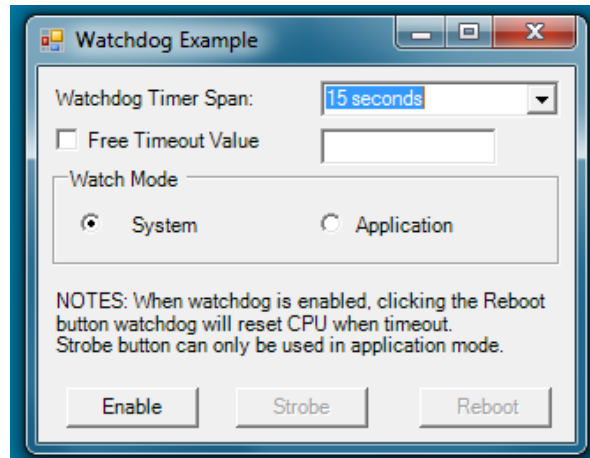 Watchdog Example
Watchdog Timer Span: 15 seconds
Free Timeout Value
Watch Mode
System Application
NOTES: When watchdog is enabled, clicking the Reboot
button watchdog will reset CPU when timeout.
Strobe button can only be used in application mode.
Enable Strobe Reboot